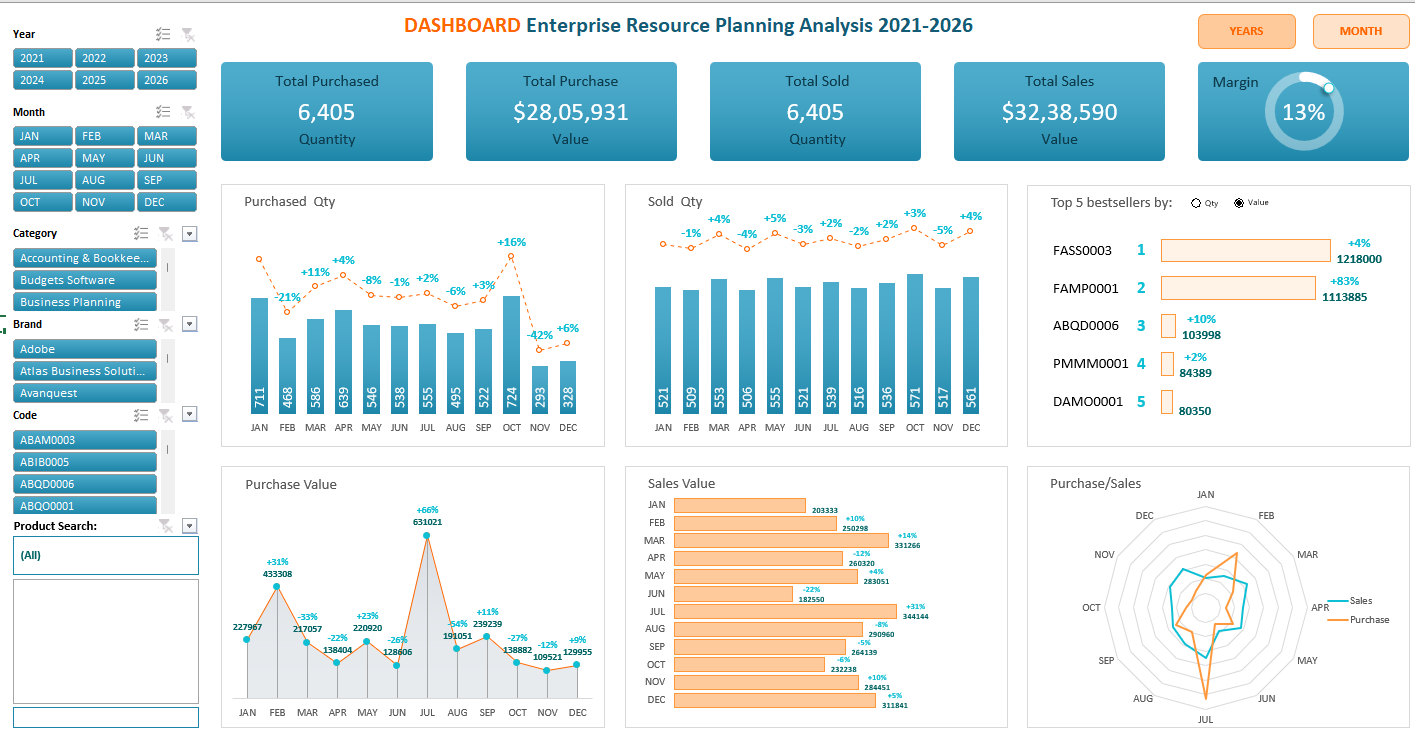 DASHBOARD Enterprise Resource Planning Analysis 2021-2026
YEARS
MONTH
Year
2021 2022 2023
2024 2025 2026
Month
JAN FEB MAR
APR MAY JUN
JUL AUG SEP
OCT NOV DEC
Category
Accounting & Bookkee...
Budgets Software
Business Planning
Brand
Adobe
Atlas Business Soluti...
Avanquest
Code
ABAM0003
ABIB0005
ABQD0006
ABQO0001
Product Search:
(All)
Total Purchased
6,405
Quantity
Total Purchase
$28,05,931
Value
Total Sold
6,405
Quantity
Total Sales
$32,38,590
Value
Margin
13%
Purchased Qty
-21% +11% +4% -8% -1% +2% -6% +3% +16% -42% +6%
711 468 586 639 546 538 555 495 522 724 293 328
JAN FEB MAR APR MAY JUN JUL AUG SEP OCT NOV DEC
Sold Qty
-1% +4% -4% +5% -3% +2% -2% +2% +3% -5% +4%
521 509 553 506 555 521 539 516 536 571 517 561
JAN FEB MAR APR MAY JUN JUL AUG SEP OCT NOV DEC
Top 5 bestsellers by: Qty Value
FASS0003 1 +4% 1218000
FAMP0001 2 +83% 1113885
ABQD0006 3 +10% 103998
PMMM0001 4 +2% 84389
DAMO0001 5 80350
Purchase Value
+31% -33% -22% +23% -26% +66% -54% +11% -27% -12% +9%
227967 433308 217057 138404 220920 128606 631021 191051 239239 138882 109521 129955
JAN FEB MAR APR MAY JUN JUL AUG SEP OCT NOV DEC
Sales Value
JAN 203333
FEB +10% 250298
MAR +14% 331266
APR -12% 260320
MAY +4% 283051
JUN -22% 182550
JUL +31% 344144
AUG -8% 290960
SEP -5% 264139
OCT -6% 232238
NOV +10% 284451
DEC +5% 311841
Purchase/Sales
JAN
FEB
MAR
APR
MAY
JUN
JUL
AUG
SEP
OCT
NOV
DEC
Sales
Purchase